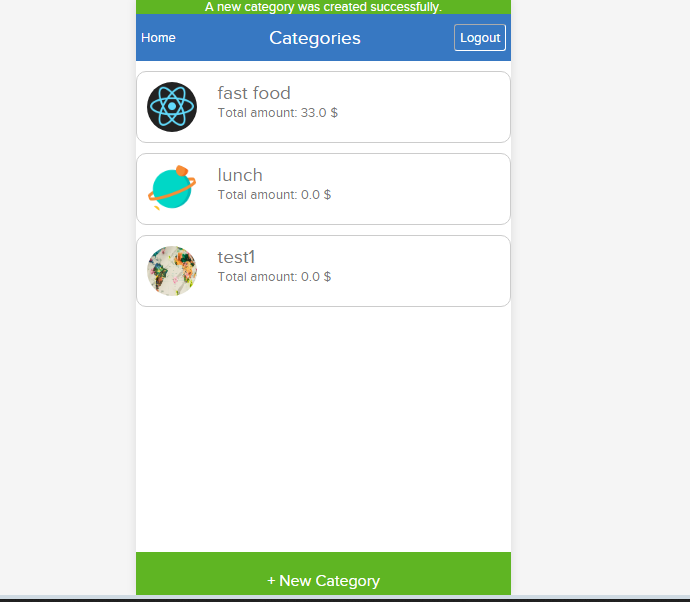 A new category was created successfully.
Home Categories Logout
fast food
Total amount: 33.0 $
lunch
Total amount: 0.0 $
test1
Total amount: 0.0 $
+ New Category